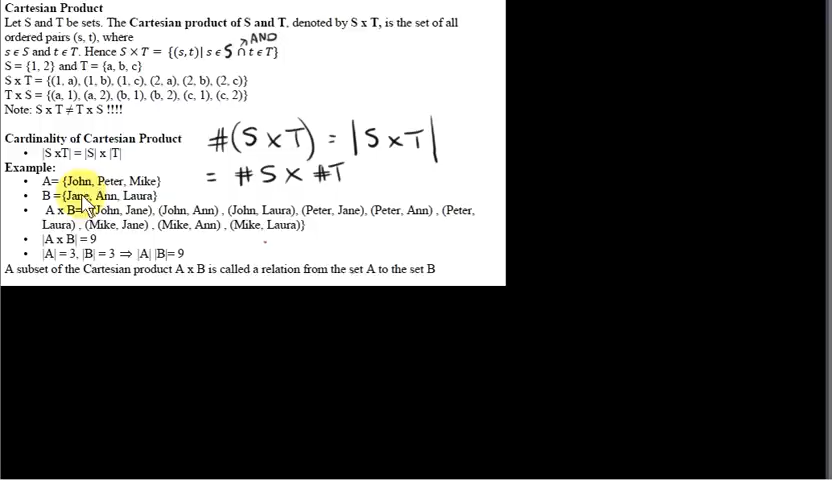 Cartesian Product
Let S and T be sets. The Cartesian product of S and T, denoted by S x T, is the set of all
ordered pairs (s, t), where
AND
s ϵ S and t ϵ T. Hence S × T = {(s,t)| s ϵ S ∩ t ϵ T}
S = {1, 2} and T = {a, b, c}
S x T = {(1, a), (1, b), (1, c), (2, a), (2, b), (2, c)}
T x S = {(a, 1), (a, 2), (b, 1), (b, 2), (c, 1), (c, 2)}
Note: S x T ≠ T x S !!!!
Cardinality of Cartesian Product
• |S xT| = |S| x |T|
#(S x T) = |S x T|
= #S x #T
Example:
• A= {John, Peter, Mike}
• B ={Jane, Ann, Laura}
• A x B= {(John, Jane), (John, Ann) , (John, Laura), (Peter, Jane), (Peter, Ann) , (Peter,
Laura) , (Mike, Jane) , (Mike, Ann) , (Mike, Laura)}
• |A x B| = 9
• |A| = 3, |B| = 3 ⇒ |A| |B|= 9
A subset of the Cartesian product A x B is called a relation from the set A to the set B